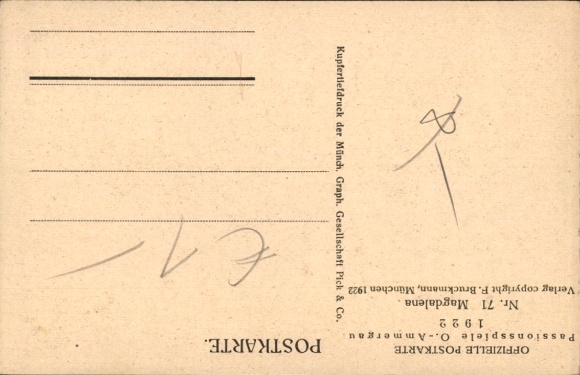 POSTKARTE.
OFFIZIELLE POSTKARTE
Passionsspiele O.-Ammergau
1922
Nr. 71 Magdalena
Verlag copyright F. Bruckmann, München 1922
Kupfertiefdruck der Münch. Graph. Gesellschaft Pick & Co.